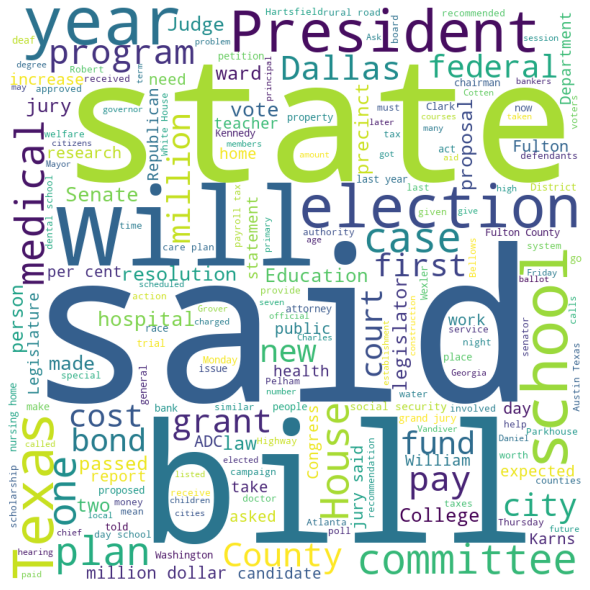 Hartsfield rural road
recommended
deaf
year
Judge
President
Ask
board
session
degree
problem
petition
program
principal
Robert
received
term
Dallas
federal
bankers
increase
need
ward
chairman
Cotten
Department
may
approved
jury
Republican
White House
vote
Kennedy
property
must
Clark
now
voters
governor
teacher
precinct
tax
courses
taken
state
welfare
research
million
home
members
amount
later
many
act
aid
proposal
Fulton
defendants
citizens
Mayor
last year
got
last
high
District
medical
dental school
Senate
time
statement
payroll tax
primary
authority
age
given
give
Fulton County
will
election
person
per cent
care plan
case
first
system
go
Friday
ballot
Legislature
resolution
Education
provide
Bellows
scheduled
action
Grover
seven
official
attorney
establishment
construction
court
legislator
Wexler
work
service
night
senator
calls
school
hospital
race
charged
Charles
public
trial
said
new
Monday
issue
Pelham
health
place
Georgia
Austin Texas
nursing home
made
special
general
number
bank
similar
people
social security
water
involved
grand jury
help
day
Parkhouse
make
cost
grant
House
fund
Vandiver
Daniel
worth
Texas
one
called
bond
ADC
law
Highway
Congress
William
expected
counties
scholarship
passed
report
elected
campaign
take
jury said
pay
city
two
proposed
listed
receive
doctor
recommendation
taxes
money
mean
children
asked
College
Thursday
future
local
told
cities
Atlanta
poll
Karns
hearing
chief
day school
bill
plan
Washington
County
committee
paid
million dollar
candidate